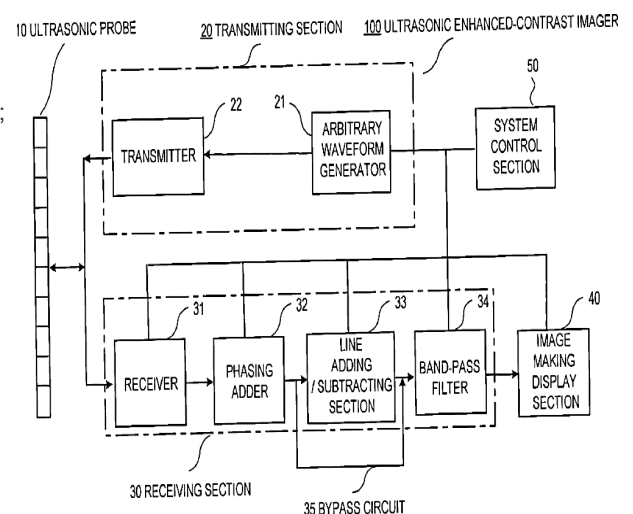 10 ULTRASONIC PROBE
20 TRANSMITTING SECTION
100 ULTRASONIC ENHANCED-CONTRAST IMAGER
;
22
21
50
TRANSMITTER
ARBITRARY
WAVEFORM
GENERATOR
SYSTEM
CONTROL
SECTION
31
32
33
34
40
RECEIVER
PHASING
ADDER
LINE
ADDING
/ SUBTRACTING
SECTION
BAND-PASS
FILTER
IMAGE
MAKING
DISPLAY
SECTION
30 RECEIVING SECTION
35 BYPASS CIRCUIT